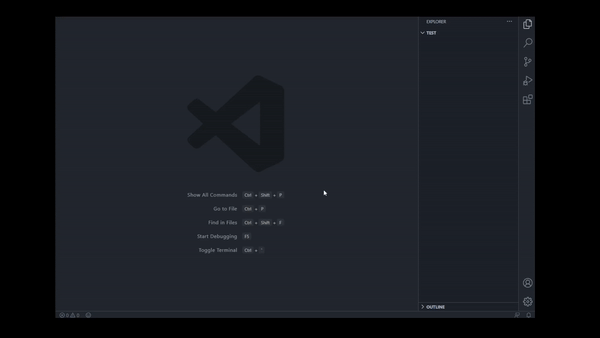 EXPLORER ...
TEST
Show All Commands Ctrl + Shift + P
Go to File Ctrl + P
Find in Files Ctrl + Shift + F
Start Debugging F5
Toggle Terminal Ctrl + `
OUTLINE
0 0